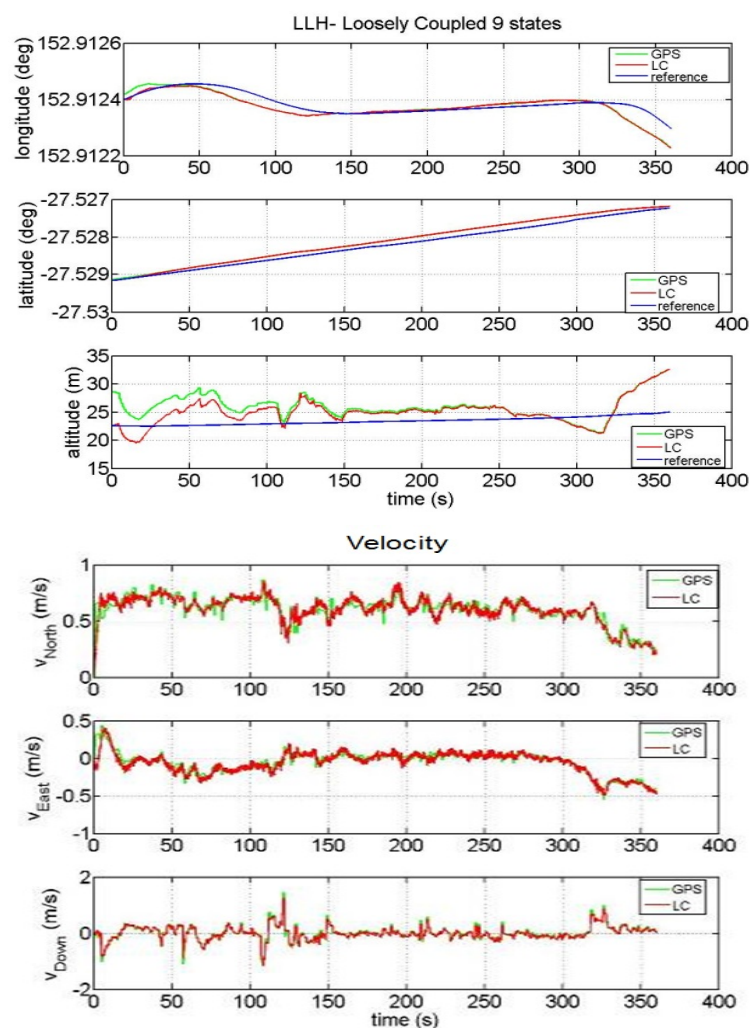 LLH- Loosely Coupled 9 states
longitude (deg)
152.9126
152.9124
152.9122
GPS
LC
reference
0 50 100 150 200 250 300 350 400
latitude (deg)
-27.527
-27.528
-27.529
-27.53
GPS
LC
reference
0 50 100 150 200 250 300 350 400
altitude (m)
35
30
25
20
15
GPS
LC
reference
0 50 100 150 200 250 300 350 400
time (s)
Velocity
vNorth (m/s)
1
0.5
0
GPS
LC
0 50 100 150 200 250 300 350 400
vEast (m/s)
0.5
0
-0.5
-1
GPS
LC
0 50 100 150 200 250 300 350 400
vDown (m/s)
2
0
-2
GPS
LC
0 50 100 150 200 250 300 350 400
time (s)